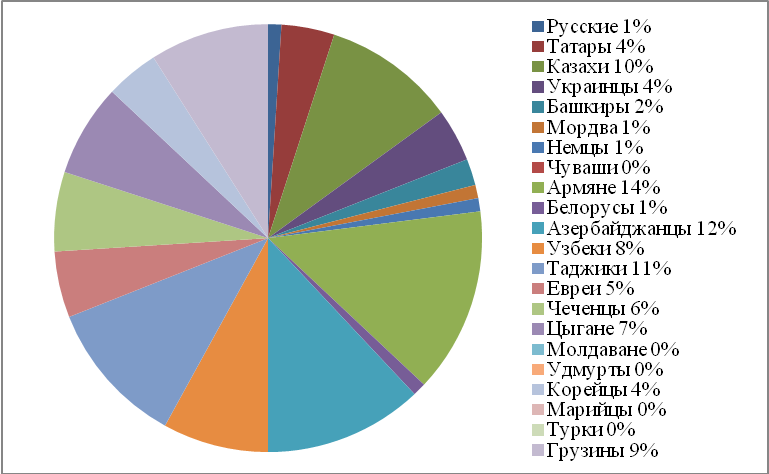 Русские 1%
Татары 4%
Казахи 10%
Украинцы 4%
Башкиры 2%
Мордва 1%
Немцы 1%
Чуваши 0%
Армяне 14%
Белорусы 1%
Азербайджанцы 12%
Узбеки 8%
Таджики 11%
Евреи 5%
Чеченцы 6%
Цыгане 7%
Молдаване 0%
Удмурты 0%
Корейцы 4%
Марийцы 0%
Турки 0%
Грузины 9%